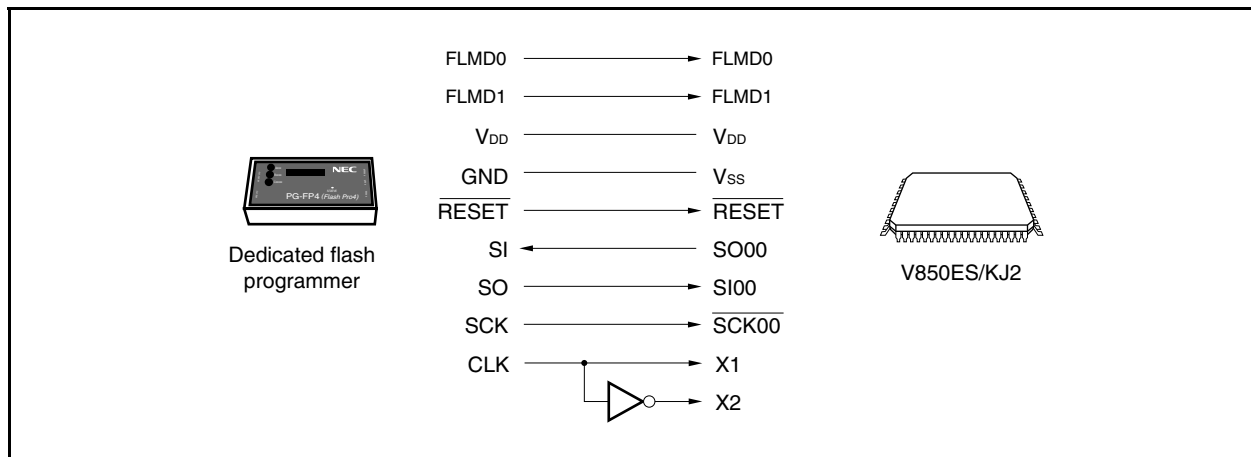 FLMD0 FLMD0
FLMD1 FLMD1
VDD VDD
GND VSS
RESET RESET
SI SO00
SO SI00
SCK SCK00
CLK X1
X2
NEC
PG-FP4 (Flash Pro4)
Dedicated flash
programmer
V850ES/KJ2